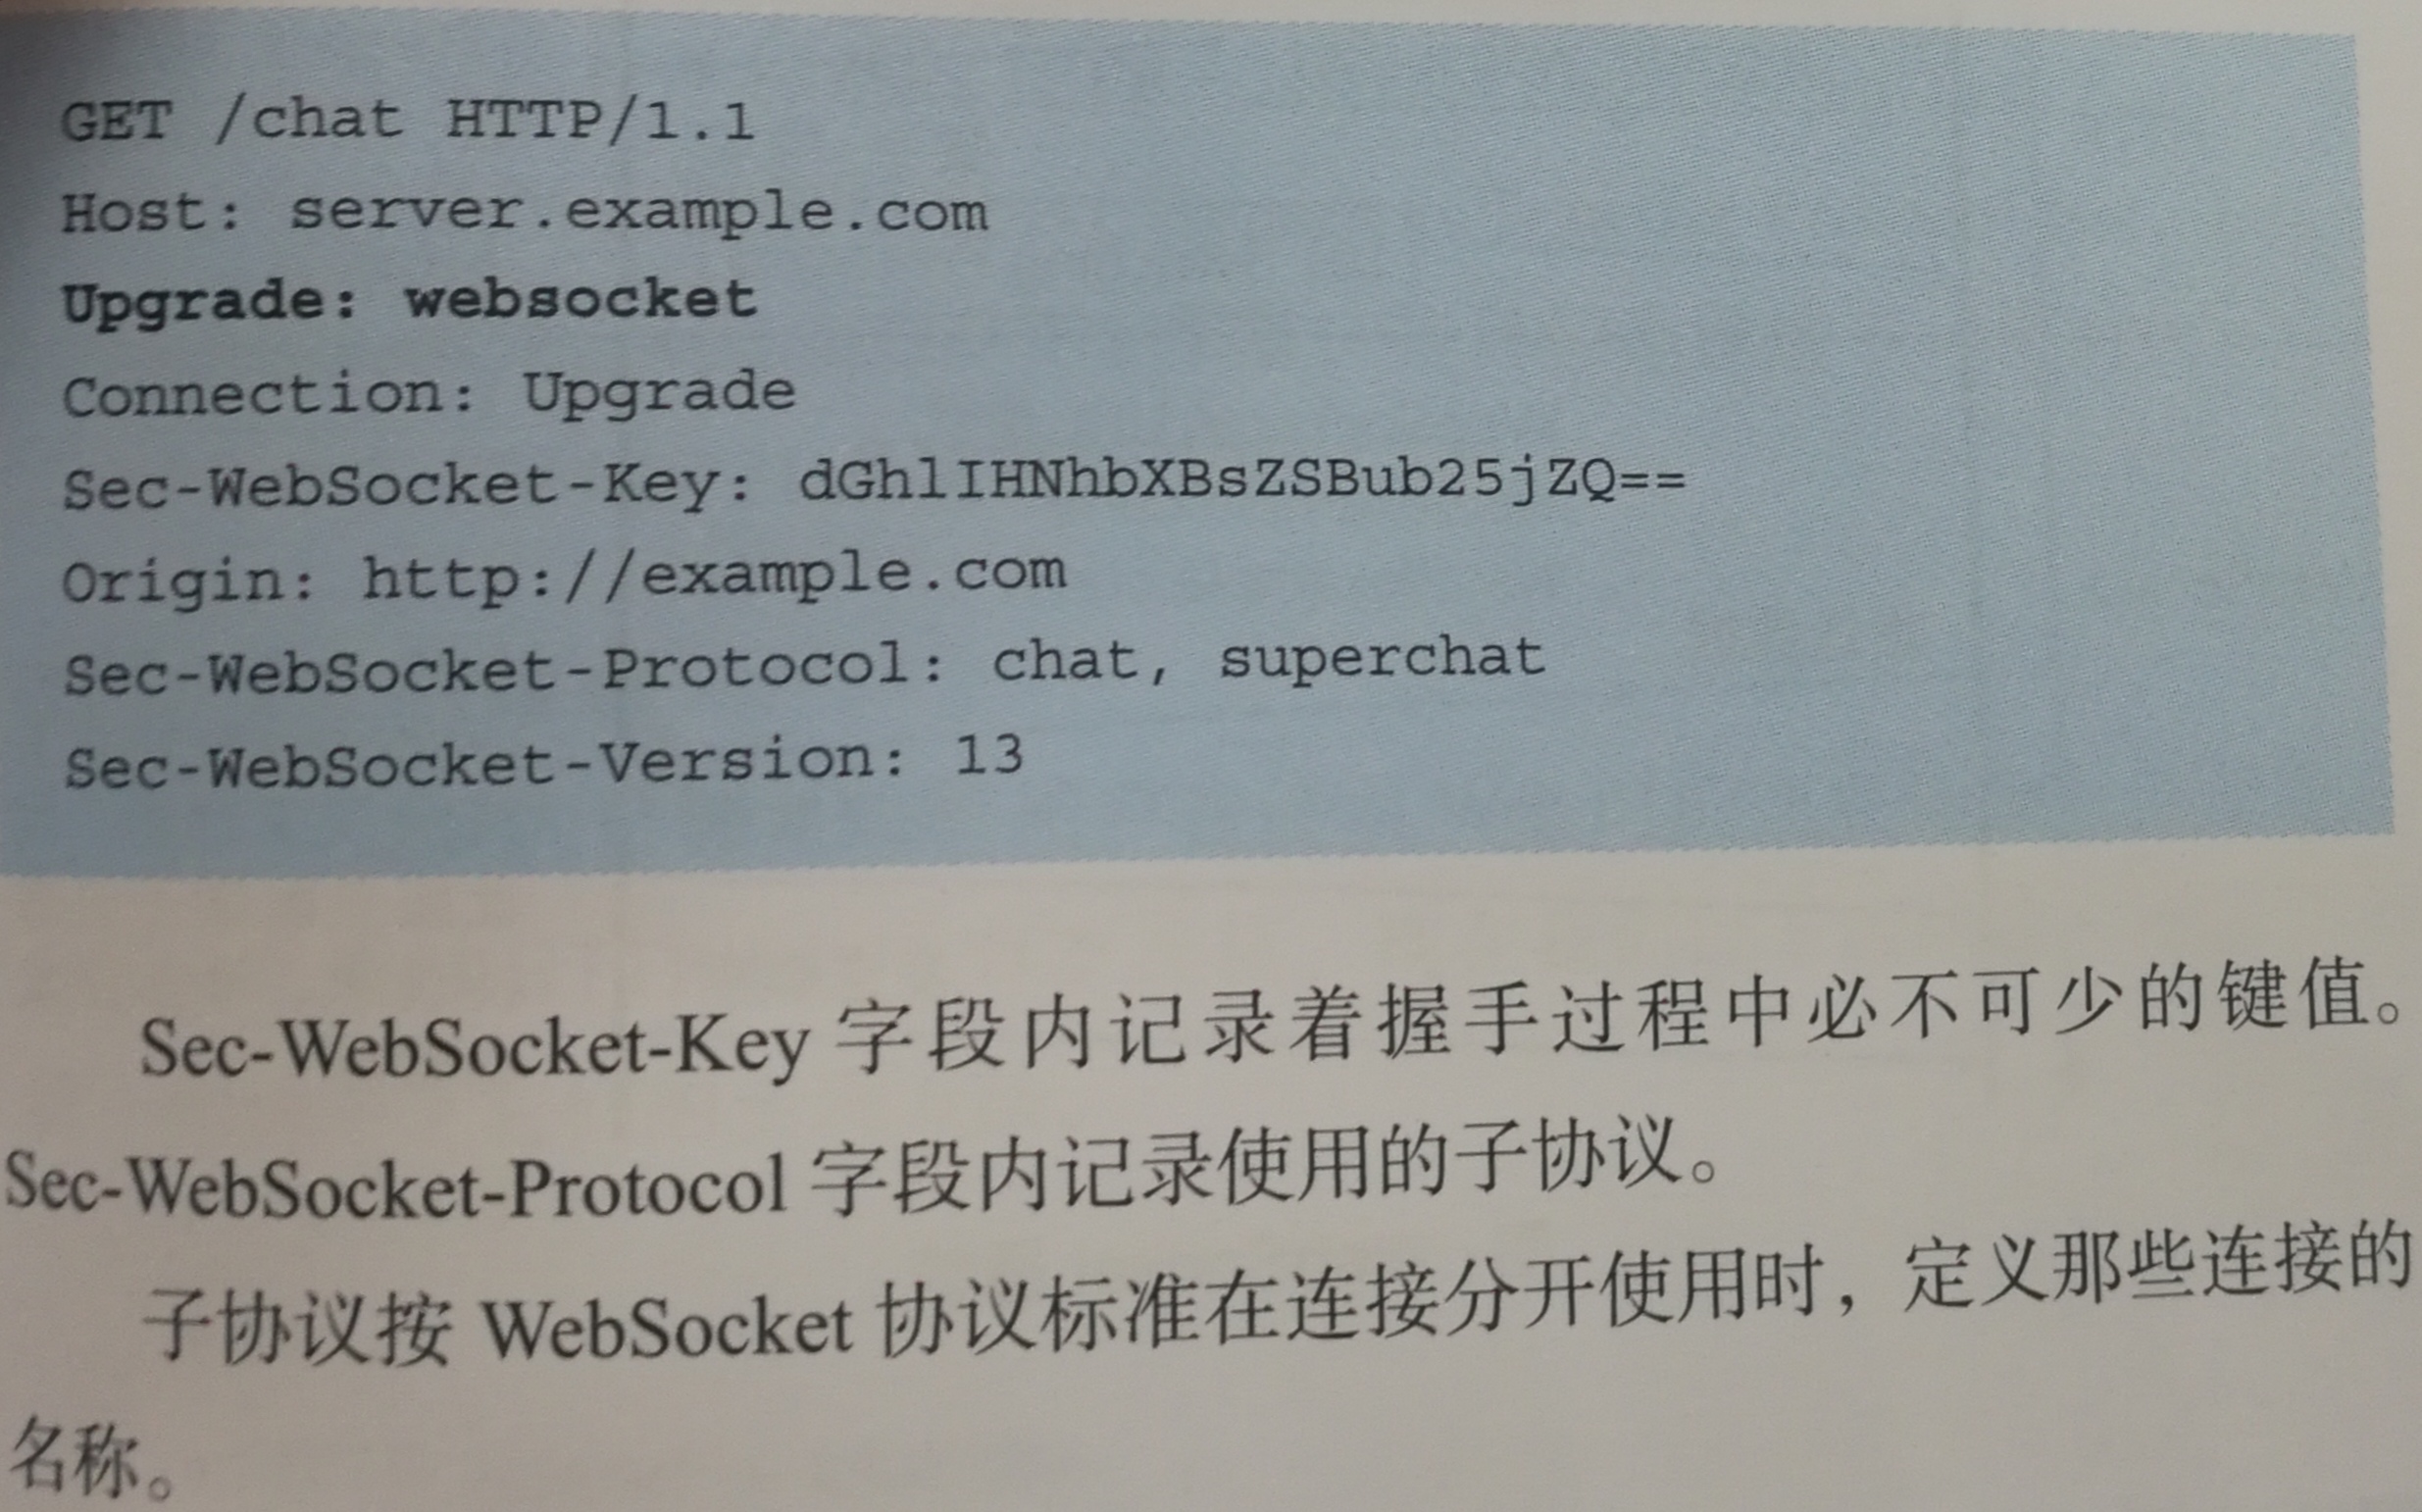 GET /chat HTTP/1.1
Host: server.example.com
Upgrade: websocket
Connection: Upgrade
Sec-WebSocket-Key: dGhlIHNhbXBsZSBub25jZQ==
Origin: http://example.com
Sec-WebSocket-Protocol: chat, superchat
Sec-WebSocket-Version: 13
Sec-WebSocket-Key 字段内记录着握手过程中必不可少的键值。
Sec-WebSocket-Protocol 字段内记录使用的子协议。
子协议按 WebSocket 协议标准在连接分开使用时，定义那些连接的
名称。